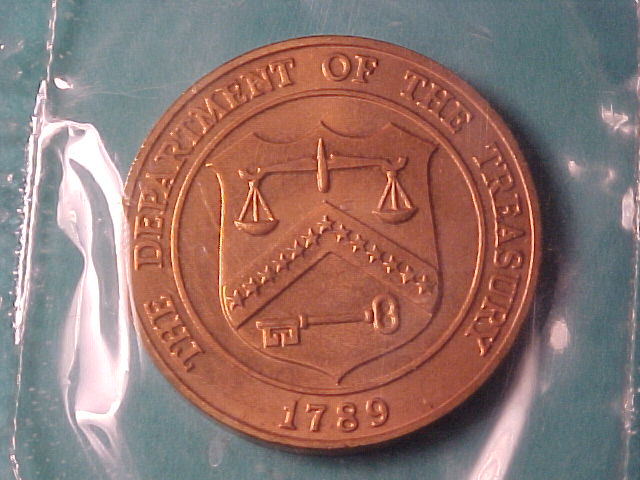 THE DEPARTMENT OF THE TREASURY
1789